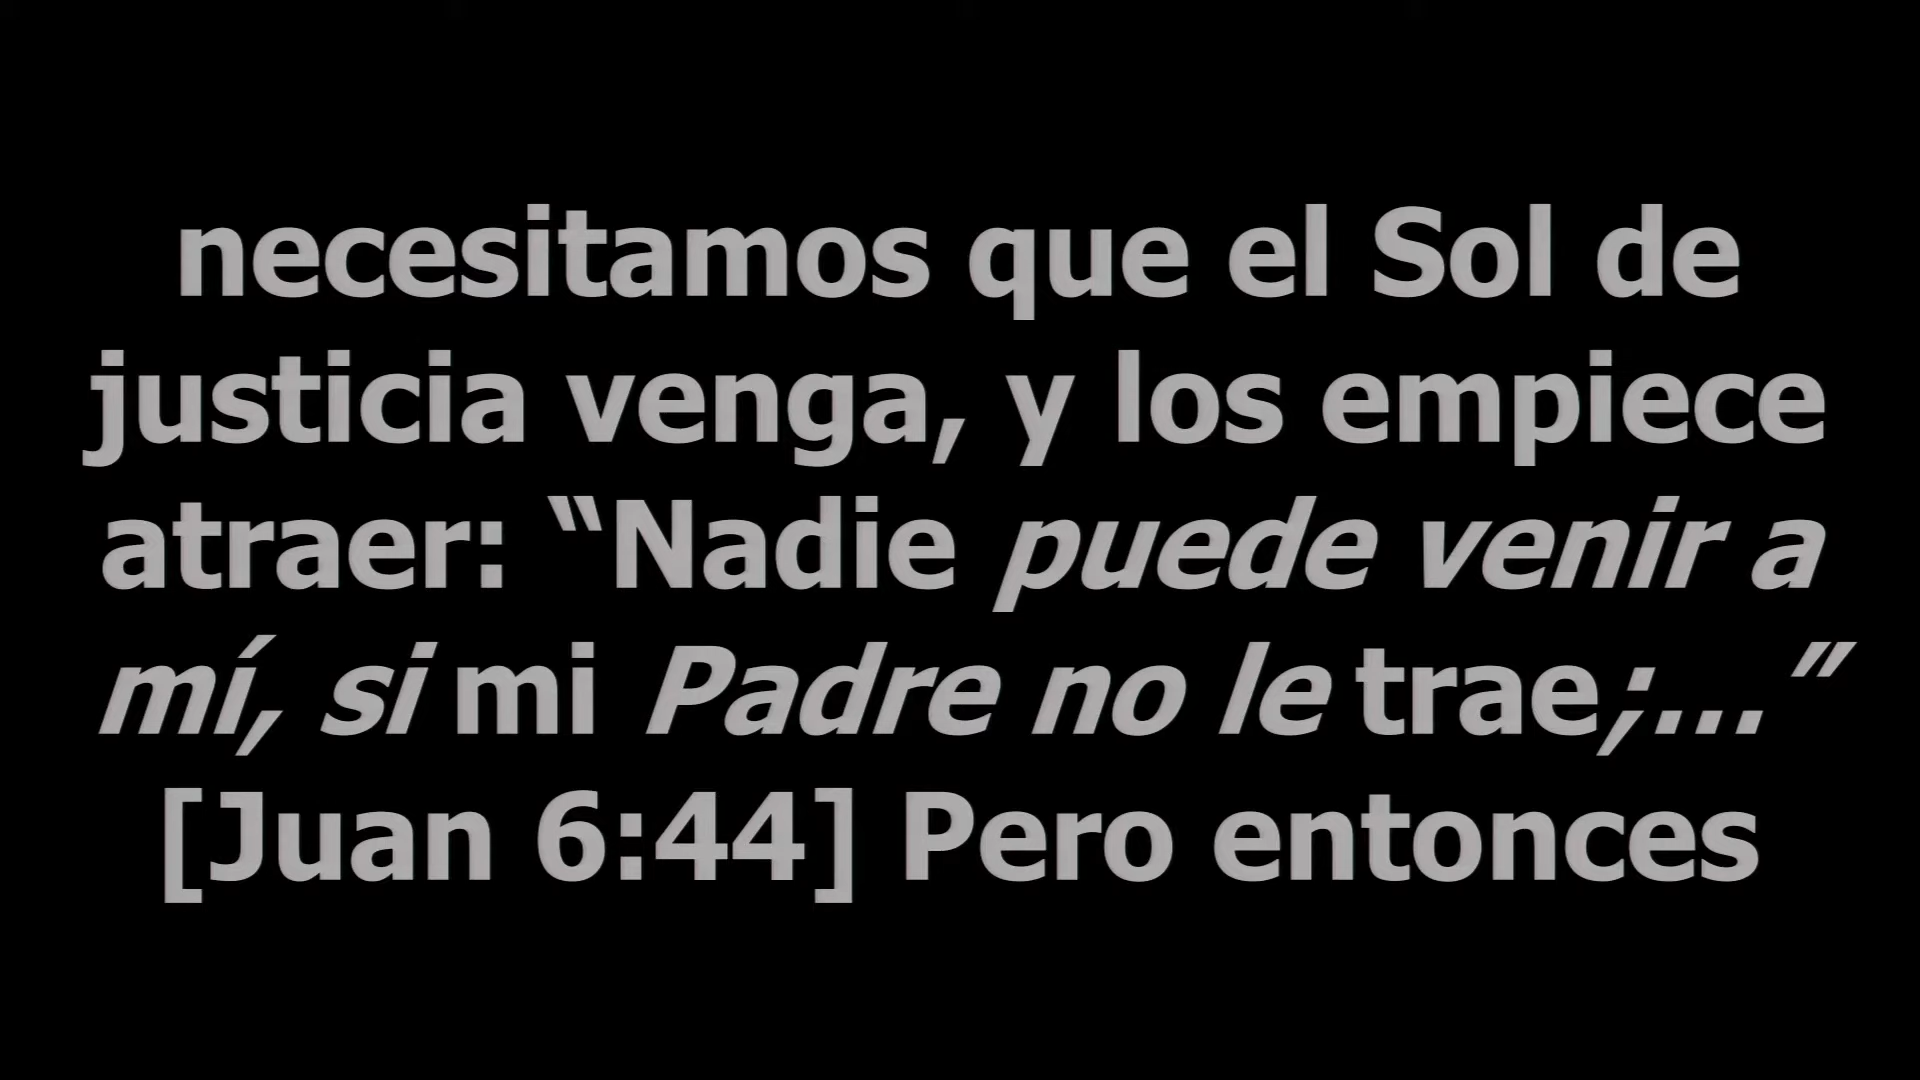 necesitamos que el Sol de
justicia venga, y los empiece
atraer: “Nadie puede venir a
mí, si mi Padre no le trae;...”
[Juan 6:44] Pero entonces